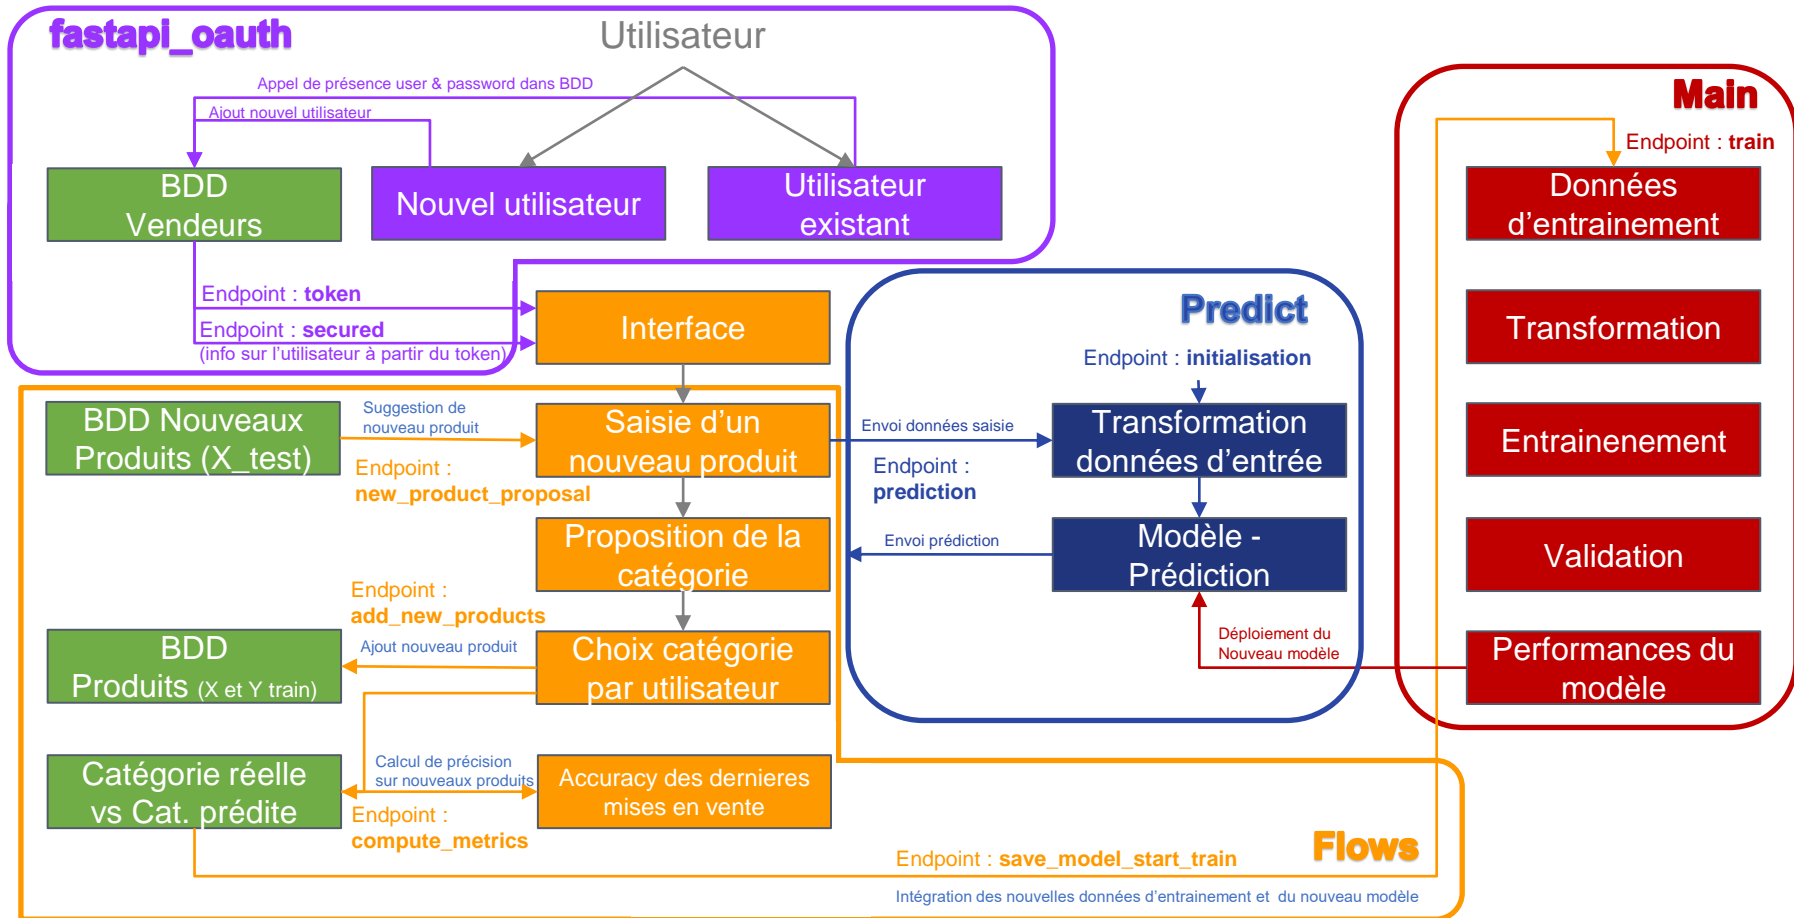 fastapi_oauth
Utilisateur
Appel de présence user & password dans BDD
Ajout nouvel utilisateur
BDD
Vendeurs
Nouvel utilisateur
Utilisateur
existant
Endpoint : token
Endpoint : secured
(info sur l’utilisateur à partir du token)
Interface
Main
Endpoint : train
Données
d’entrainement
Transformation
Entrainenement
Validation
Performances du
modèle
Predict
Endpoint : initialisation
Transformation
données d’entrée
Modèle -
Prédiction
Envoi données saisie
Endpoint :
prediction
Envoi prédiction
Déploiement du
Nouveau modèle
BDD Nouveaux
Produits (X_test)
Suggestion de
nouveau produit
Endpoint :
new_product_proposal
Saisie d’un
nouveau produit
Proposition de la
catégorie
Endpoint :
add_new_products
BDD
Produits (X et Y train)
Ajout nouveau produit
Choix catégorie
par utilisateur
Catégorie réelle
vs Cat. prédite
Calcul de précision
sur nouveaux produits
Endpoint :
compute_metrics
Accuracy des dernieres
mises en vente
Flows
Endpoint : save_model_start_train
Intégration des nouvelles données d’entrainement et du nouveau modèle